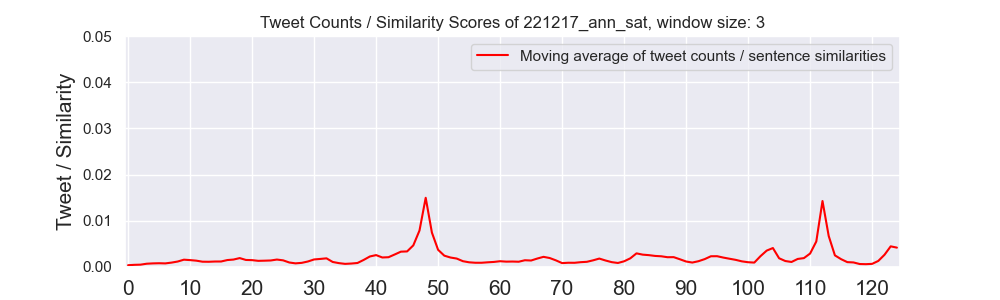 Tweet Counts / Similarity Scores of 221217_ann_sat, window size: 3
Moving average of tweet counts / sentence similarities
Tweet / Similarity
0.05
0.04
0.03
0.02
0.01
0.00
0 10 20 30 40 50 60 70 80 90 100 110 120